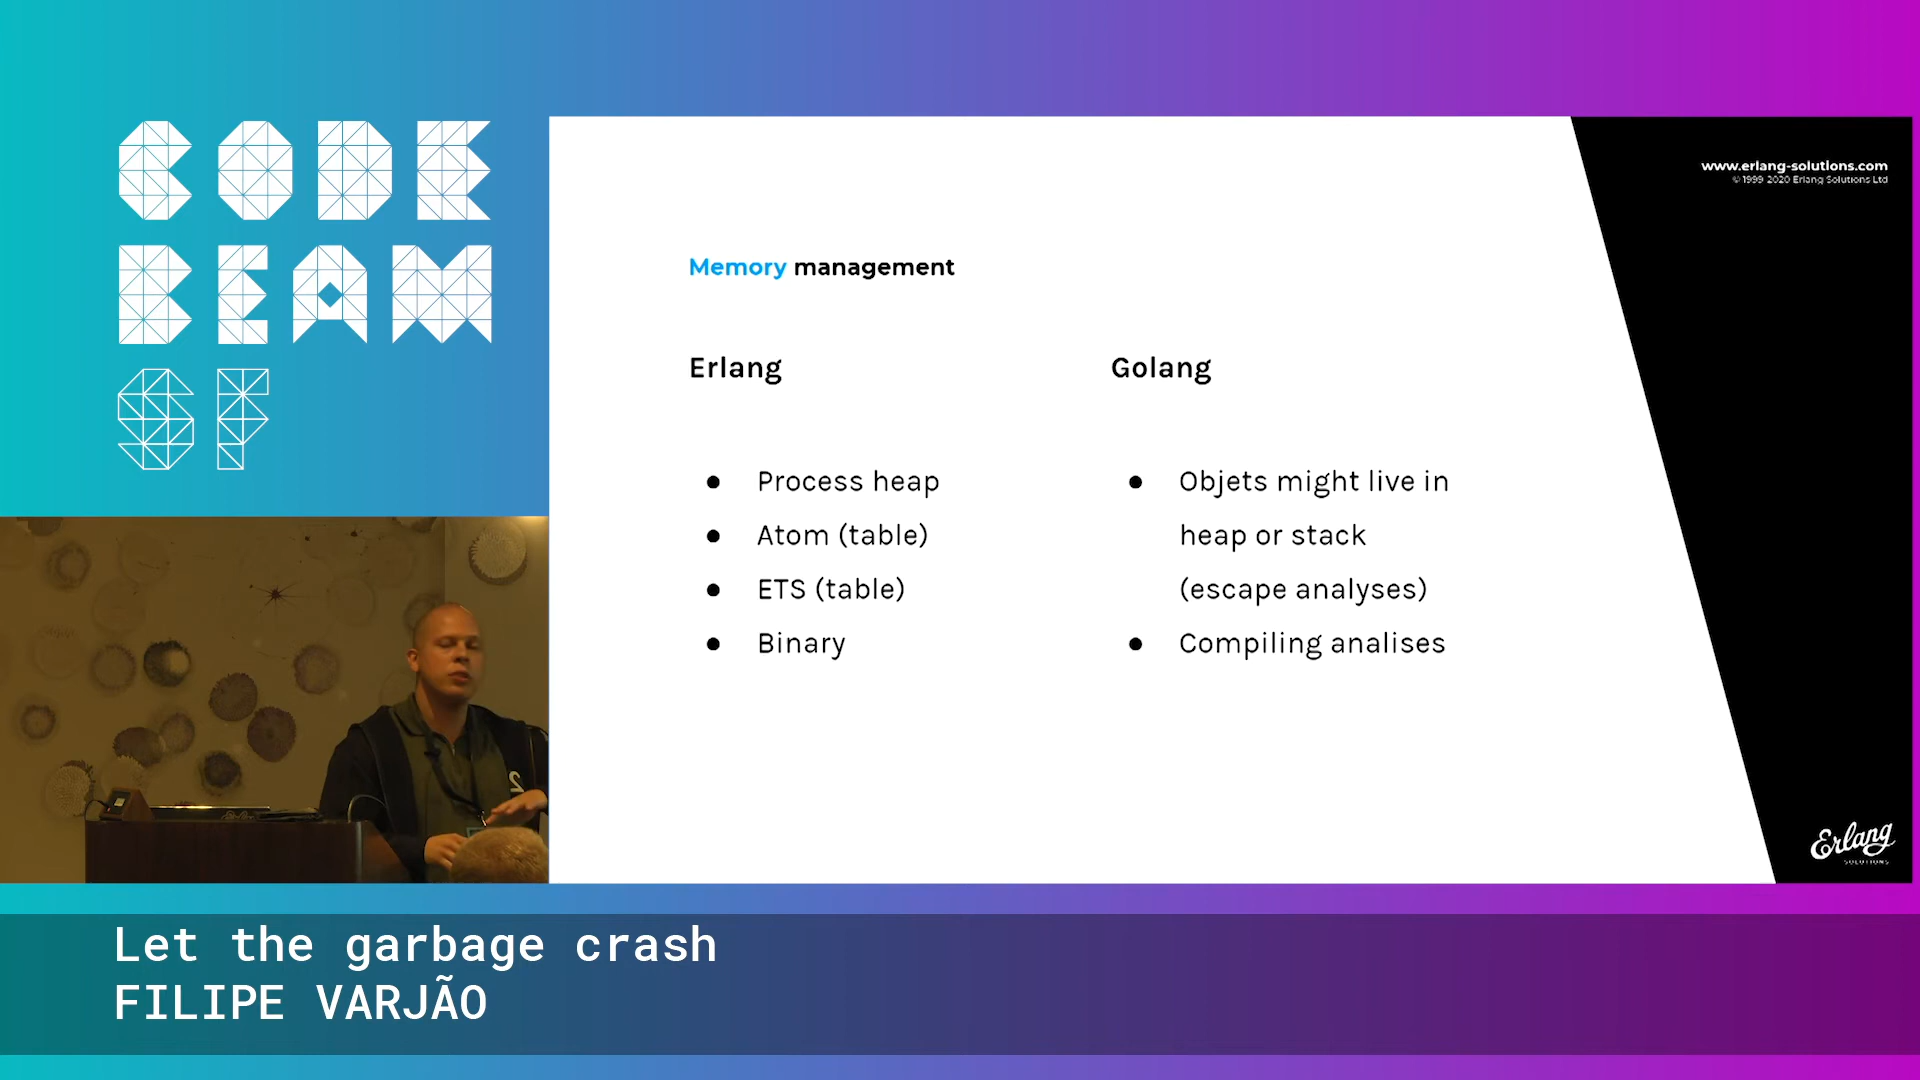 CODE
BEAM
SF
www.erlang-solutions.com
© 1999-2020 Erlang Solutions Ltd
Memory management
Erlang
Process heap
Atom (table)
ETS (table)
Binary
Golang
Objets might live in
heap or stack
(escape analyses)
Compiling analises
Erlang
SOLUTIONS
Let the garbage crash
FILIPE VARJÃO